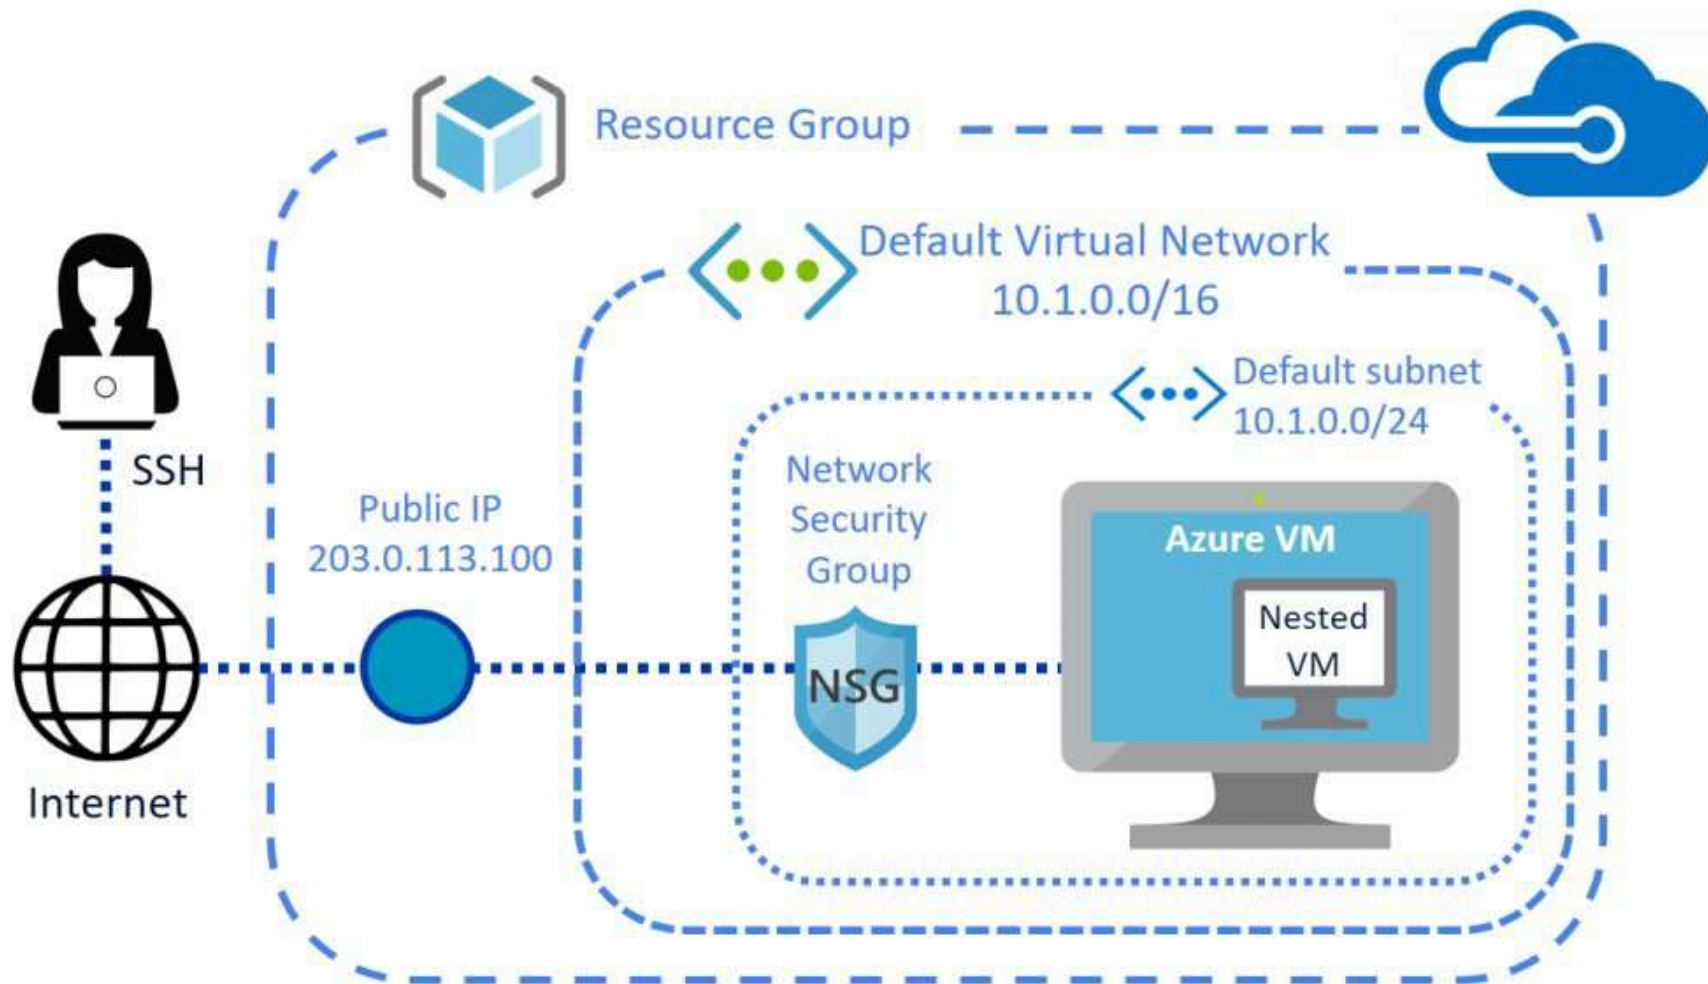 Resource Group
Default Virtual Network
10.1.0.0/16
Default subnet
10.1.0.0/24
SSH
Network
Security
Group
Public IP
203.0.113.100
Azure VM
Nested
VM
NSG
Internet